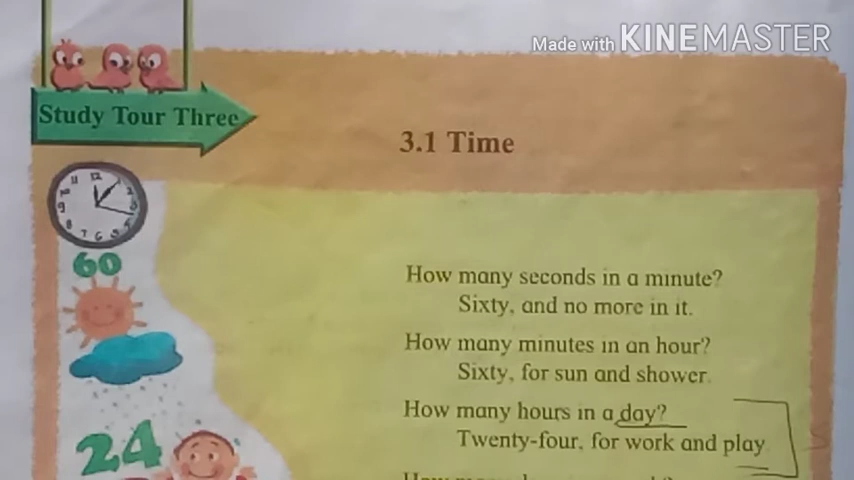 Made with KINEMASTER
Study Tour Three
3.1 Time
60
How many seconds in a minute?
Sixty, and no more in it.
How many minutes in an hour?
Sixty, for sun and shower.
How many hours in a day?
Twenty-four, for work and play
24